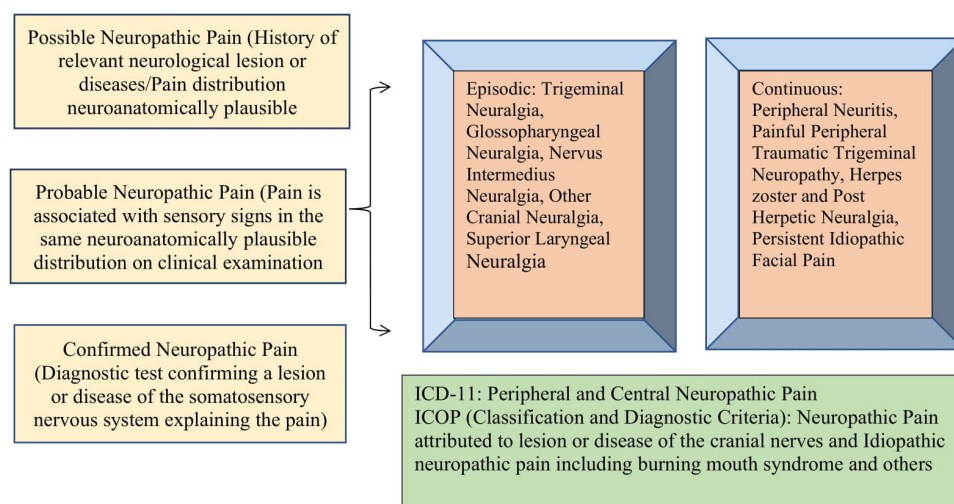 Possible Neuropathic Pain (History of
relevant neurological lesion or
diseases/Pain distribution
neuroanatomically plausible
Probable Neuropathic Pain (Pain is
associated with sensory signs in the
same neuroanatomically plausible
distribution on clinical examination
Confirmed Neuropathic Pain
(Diagnostic test confirming a lesion
or disease of the somatosensory
nervous system explaining the pain)
Episodic: Trigeminal
Neuralgia,
Glossopharyngeal
Neuralgia, Nervus
Intermedius
Neuralgia, Other
Cranial Neuralgia,
Superior Laryngeal
Neuralgia
Continuous:
Peripheral Neuritis,
Painful Peripheral
Traumatic Trigeminal
Neuropathy, Herpes
zoster and Post
Herpetic Neuralgia,
Persistent Idiopathic
Facial Pain
ICD-11: Peripheral and Central Neuropathic Pain
ICOP (Classification and Diagnostic Criteria): Neuropathic Pain
attributed to lesion or disease of the cranial nerves and Idiopathic
neuropathic pain including burning mouth syndrome and others